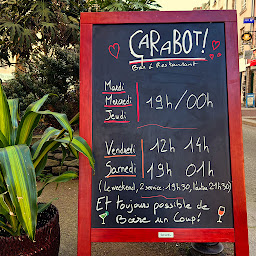 CARABOT!
Bar & Restaurant
Mardi
Mercredi 19h/00h
Jeudi
Vendredi 12h 14h
Samedi 19h 01h
(Le weekend, 2 service: 19h30, 21h30)
Et toujours possible de
Boire un Coup!